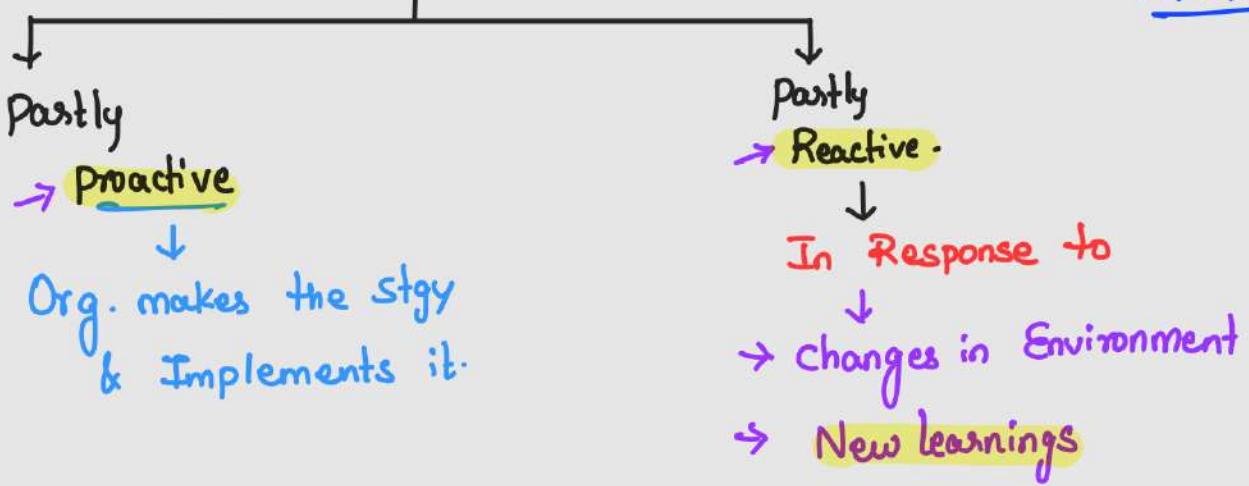 Partly
→ Proactive
↓
Org. makes the stgy
& Implements it.
Partly
→ Reactive.
↓
In Response to
↓
→ Changes in Environment
→ New learnings